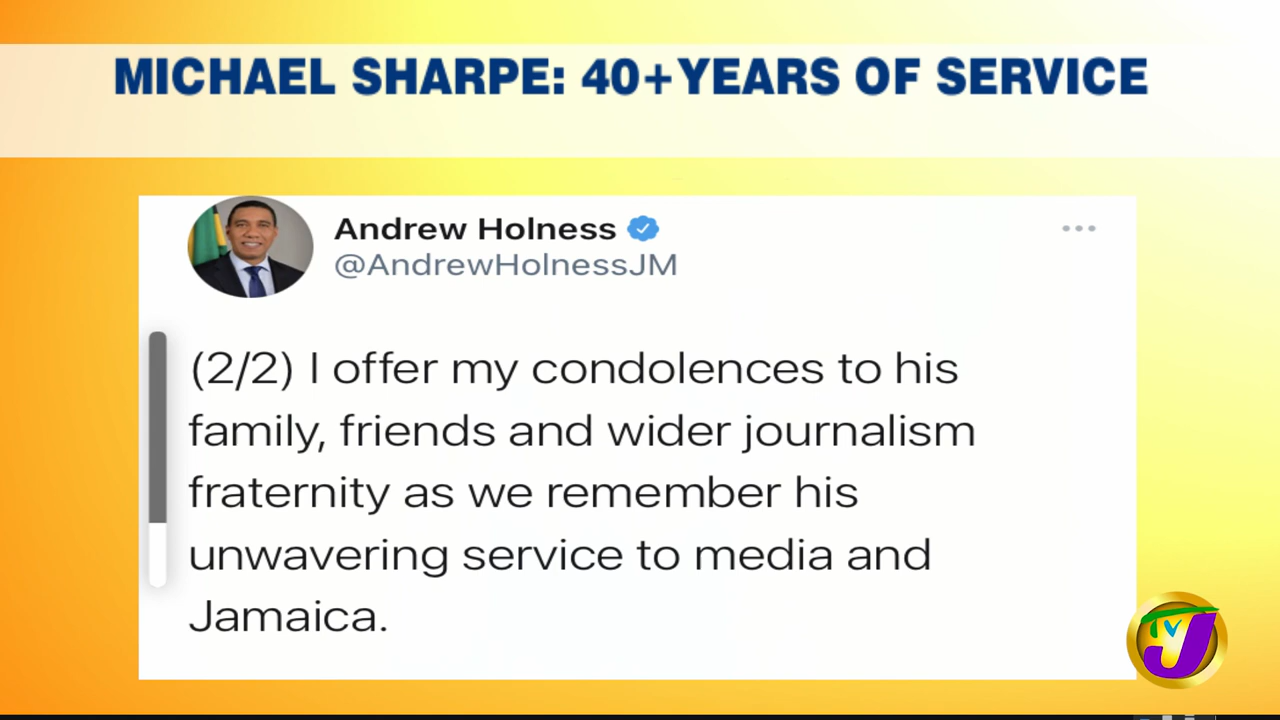 MICHAEL SHARPE: 40+YEARS OF SERVICE
Andrew Holness
@AndrewHolnessJM
(2/2) I offer my condolences to his
family, friends and wider journalism
fraternity as we remember his
unwavering service to media and
Jamaica.
TVJ